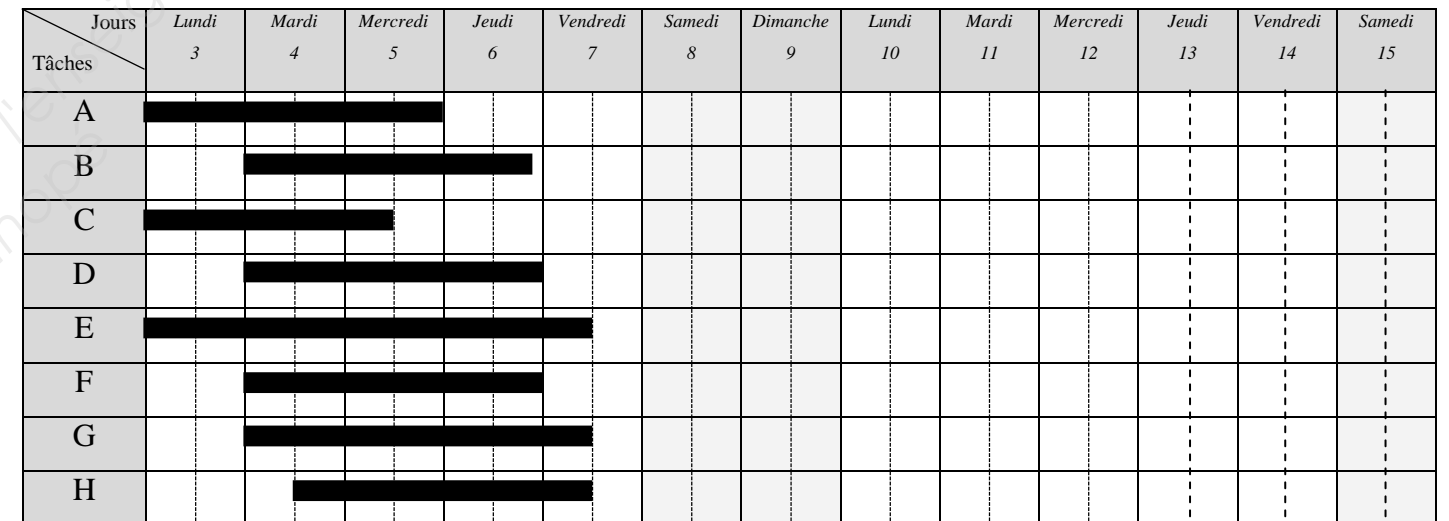 Jours Lundi Mardi Mercredi Jeudi Vendredi Samedi Dimanche Lundi Mardi Mercredi Jeudi Vendredi Samedi
Tâches 3 4 5 6 7 8 9 10 11 12 13 14 15
A
B
C
D
E
F
G
H